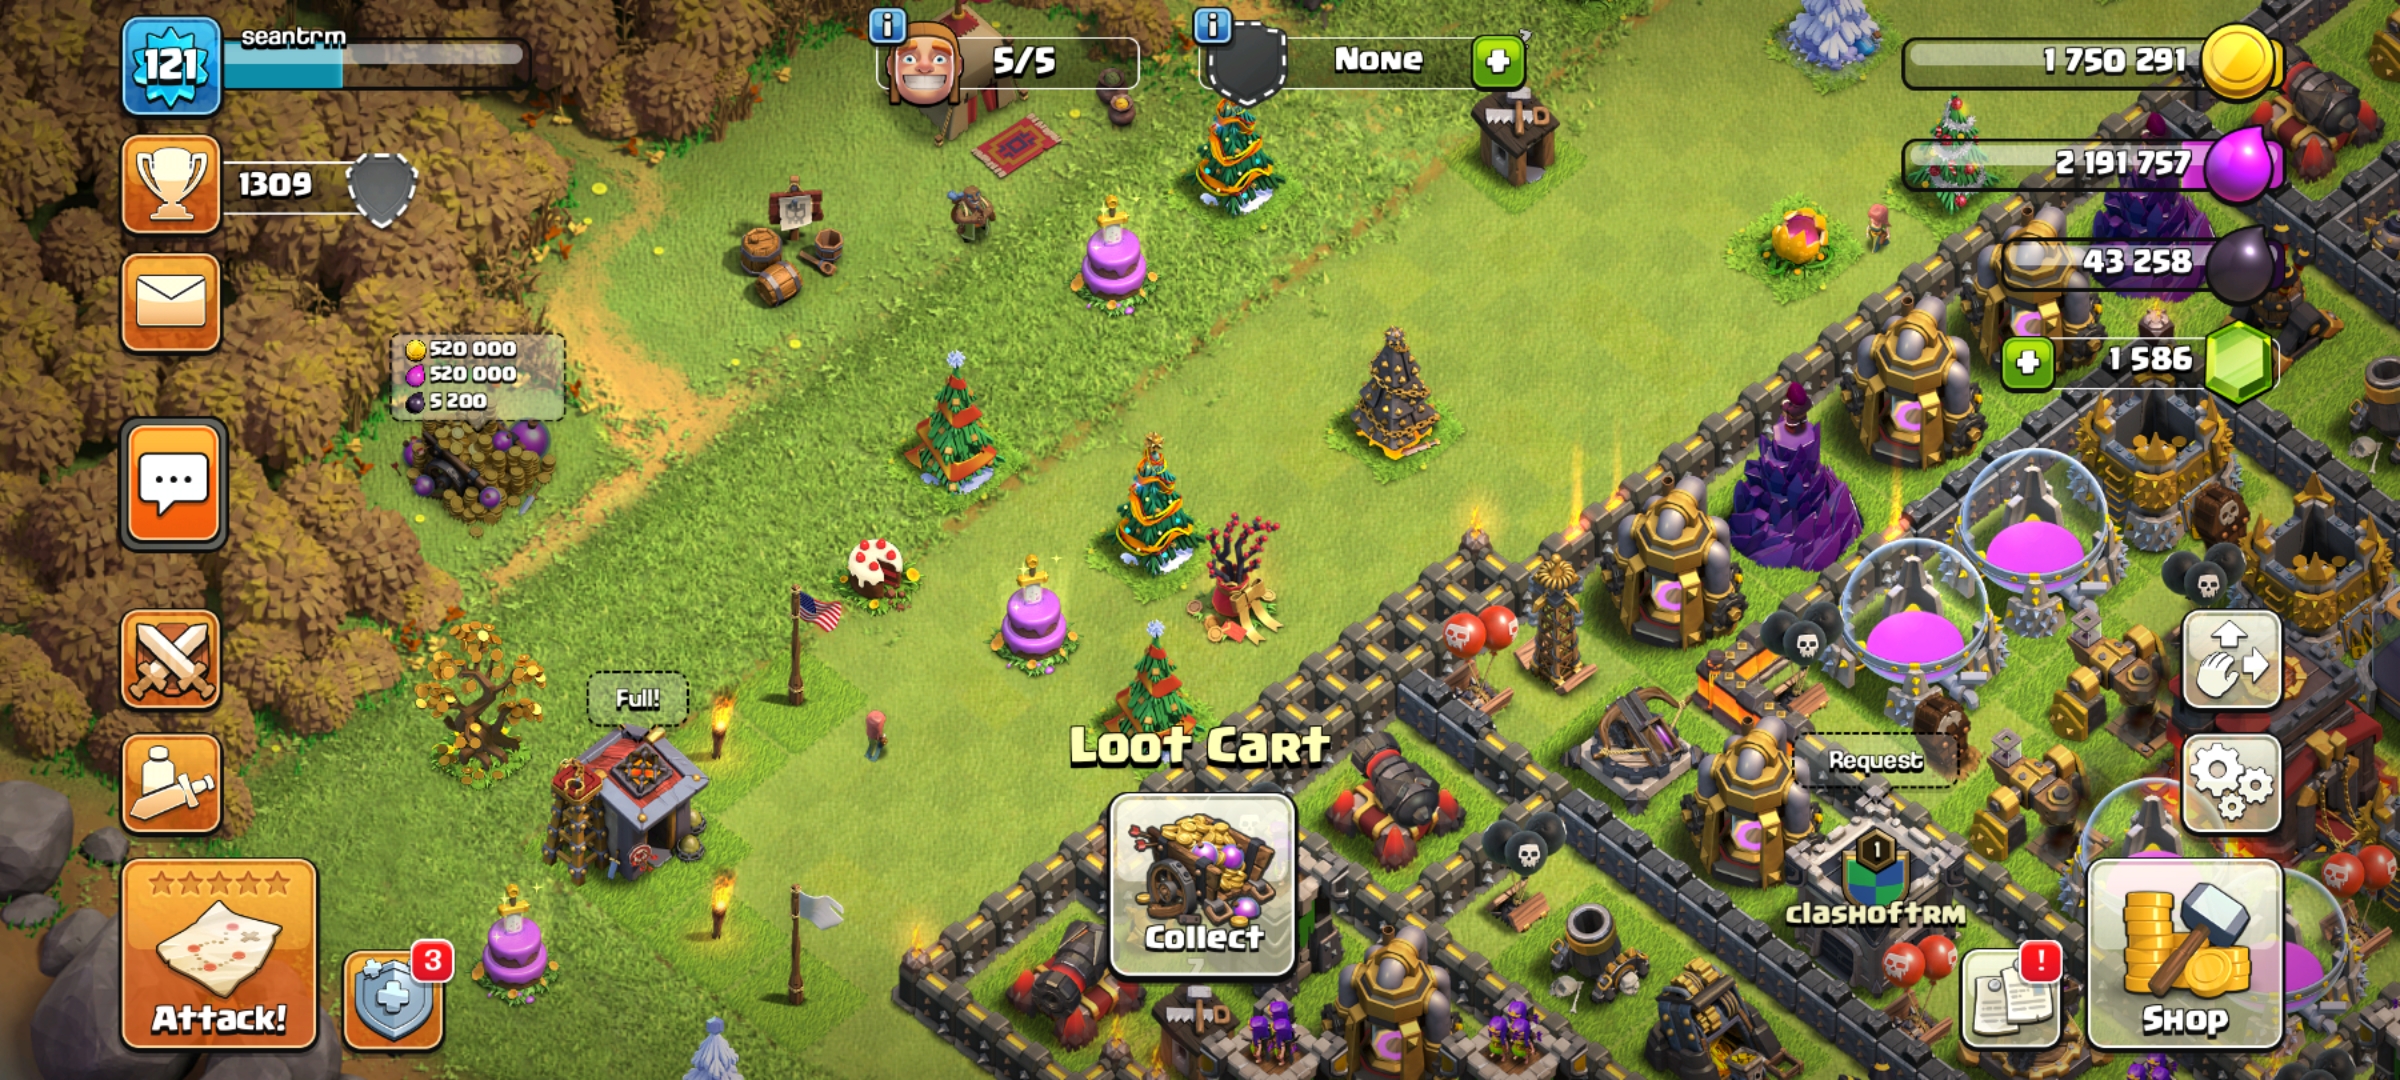 121
seantrm
5/5
None
1 750 291
1309
2 191 757
43 258
1 586
520 000
520 000
5 200
Full!
Loot Cart
Collect
Request
1
clashoftrm
Attack!
3
!
Shop